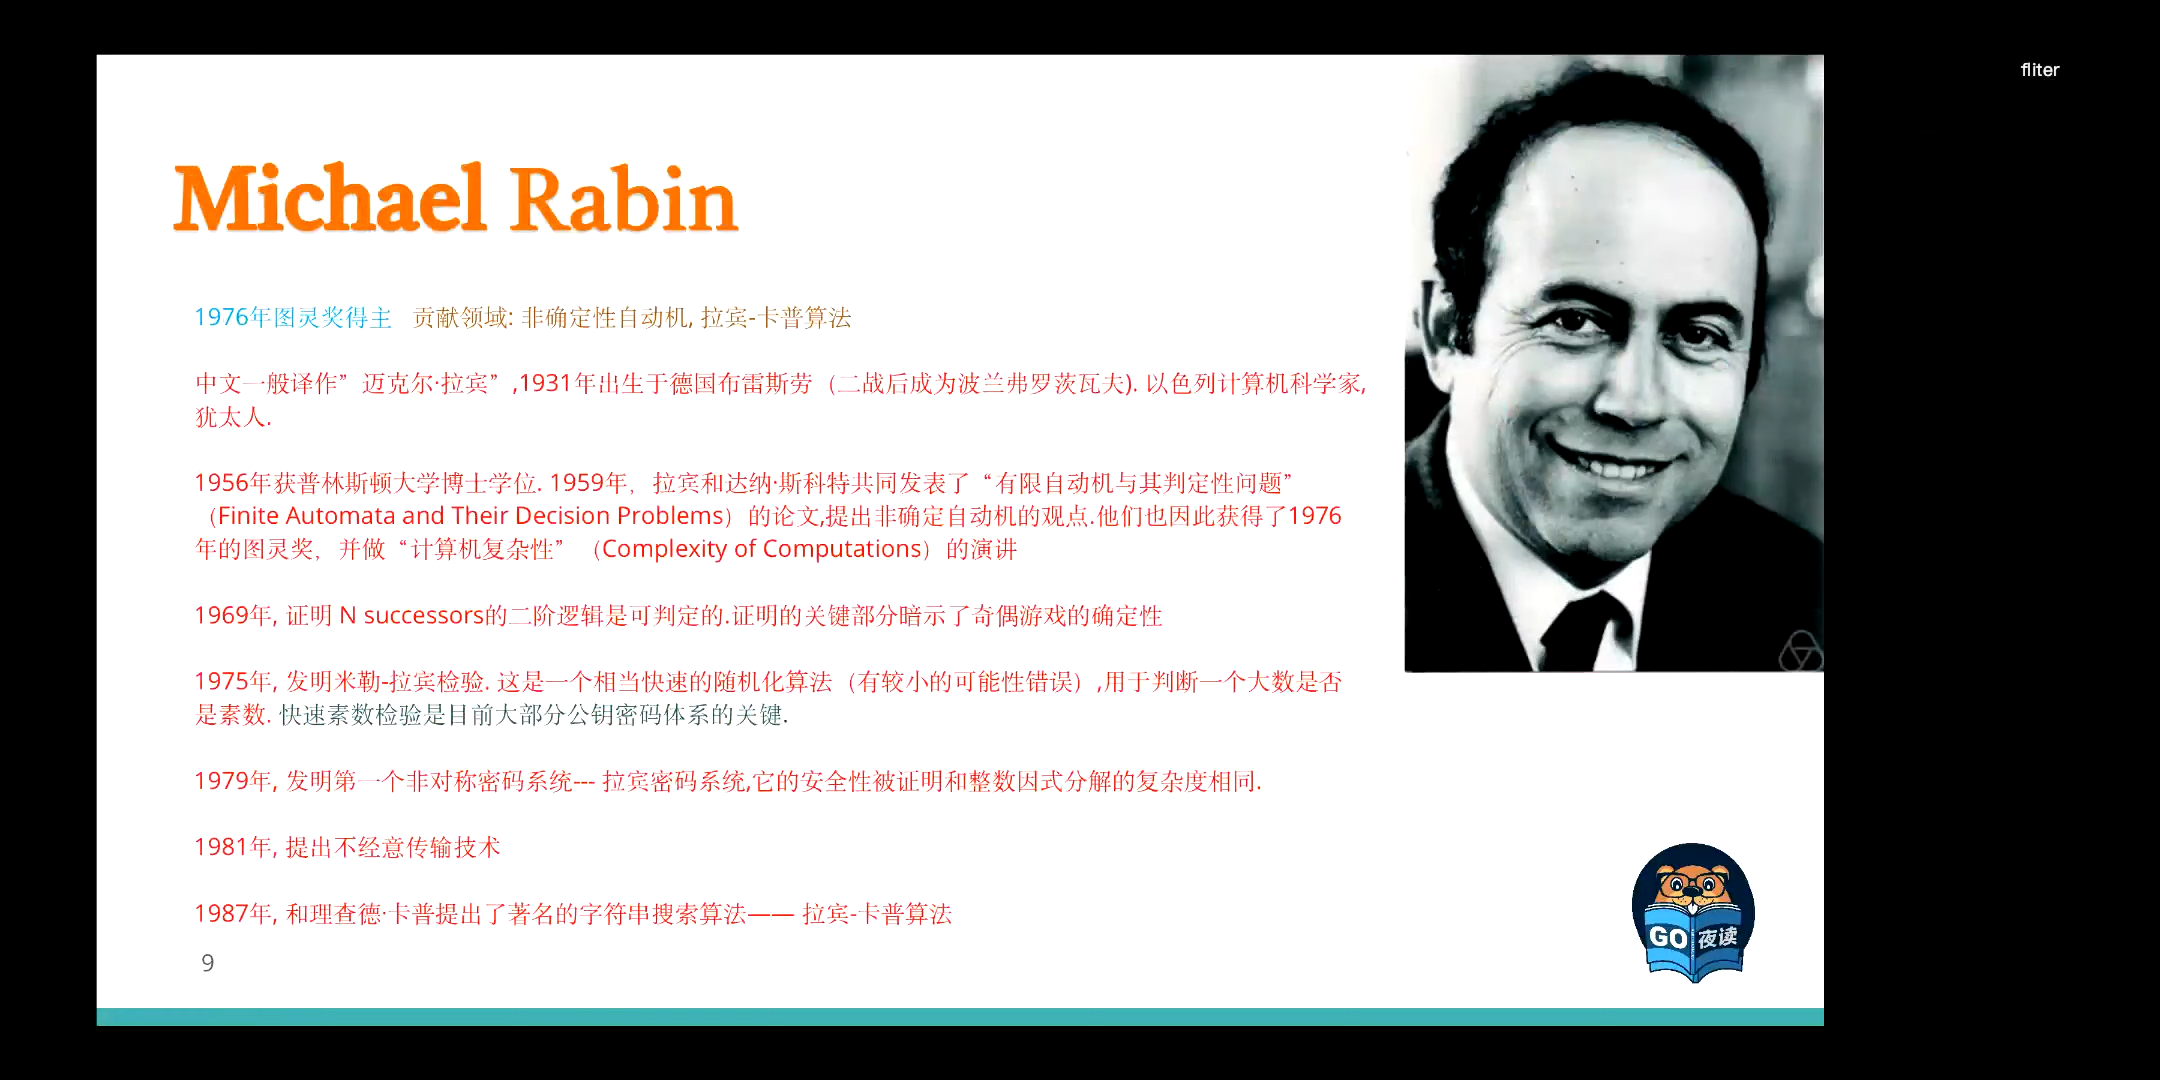 fliter
Michael Rabin
1976年图灵奖得主 贡献领域: 非确定性自动机, 拉宾-卡普算法
中文一般译作”迈克尔·拉宾”,1931年出生于德国布雷斯劳（二战后成为波兰弗罗茨瓦夫). 以色列计算机科学家,
犹太人.
1956年获普林斯顿大学博士学位. 1959年，拉宾和达纳·斯科特共同发表了“有限自动机与其判定性问题”
（Finite Automata and Their Decision Problems）的论文,提出非确定自动机的观点.他们也因此获得了1976
年的图灵奖，并做“计算机复杂性”（Complexity of Computations）的演讲
1969年, 证明 N successors的二阶逻辑是可判定的.证明的关键部分暗示了奇偶游戏的确定性
1975年, 发明米勒-拉宾检验. 这是一个相当快速的随机化算法（有较小的可能性错误）,用于判断一个大数是否
是素数. 快速素数检验是目前大部分公钥密码体系的关键.
1979年, 发明第一个非对称密码系统--- 拉宾密码系统,它的安全性被证明和整数因式分解的复杂度相同.
1981年, 提出不经意传输技术
1987年, 和理查德·卡普提出了著名的字符串搜索算法—— 拉宾-卡普算法
9
GO 夜读